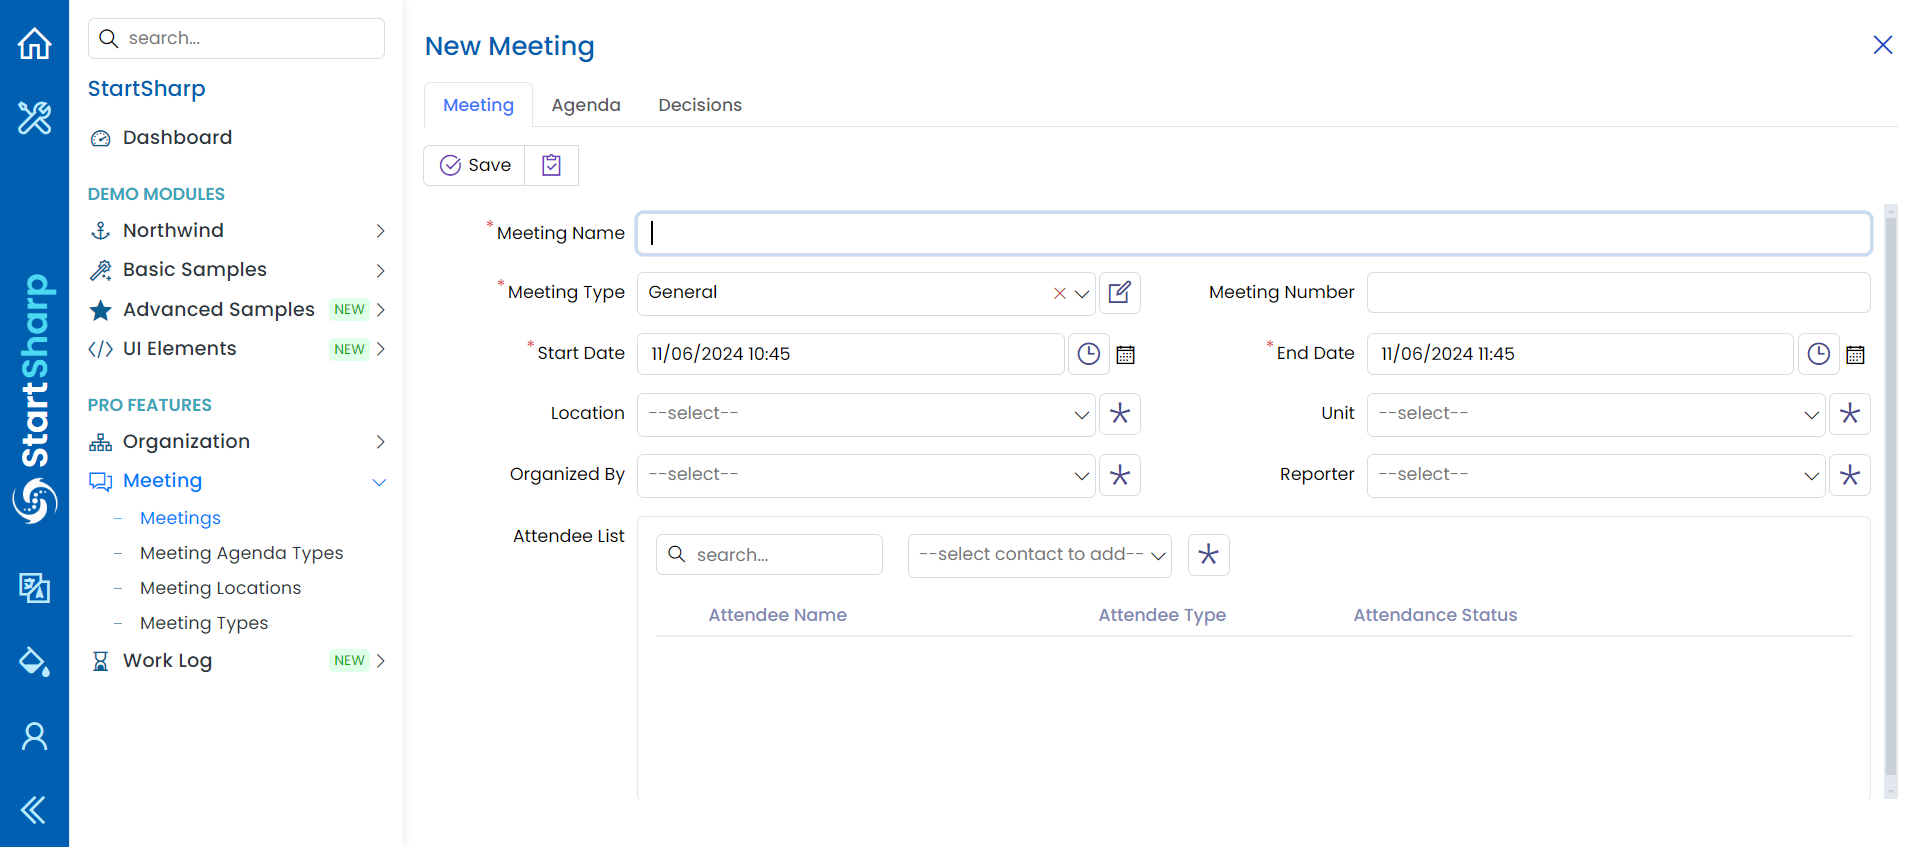 search...
StartSharp
Dashboard
DEMO MODULES
Northwind
Basic Samples
Advanced Samples NEW
UI Elements NEW
PRO FEATURES
Organization
Meeting
Meetings
Meeting Agenda Types
Meeting Locations
Meeting Types
Work Log NEW
StartSharp
New Meeting
Meeting Agenda Decisions
Save
* Meeting Name
* Meeting Type General Meeting Number
* Start Date 11/06/2024 10:45 * End Date 11/06/2024 11:45
Location --select-- Unit --select--
Organized By --select-- Reporter --select--
Attendee List search... --select contact to add--
Attendee Name Attendee Type Attendance Status